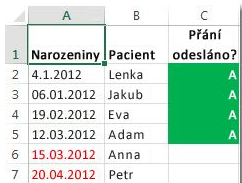 A B C
1 Narozeniny Pacient Přání odesláno?
2 4.1.2012 Lenka A
3 06.01.2012 Jakub A
4 19.02.2012 Eva A
5 12.03.2012 Adam A
6 15.03.2012 Anna
7 20.04.2012 Petr